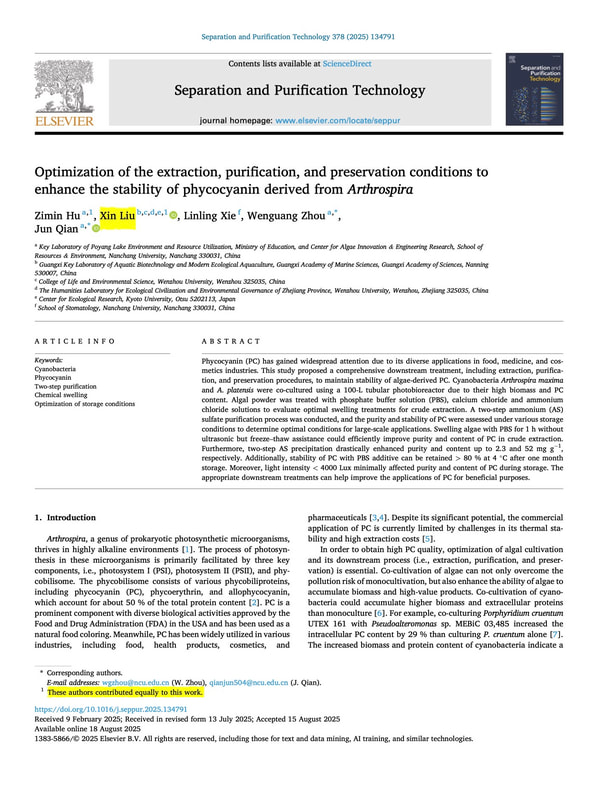 Separation and Purification Technology 378 (2025) 134791
Contents lists available at ScienceDirect
Separation and Purification Technology
journal homepage: www.elsevier.com/locate/seppur
ELSEVIER
Separation and
Purification
Technology
Optimization of the extraction, purification, and preservation conditions to
enhance the stability of phycocyanin derived from Arthrospira
Zimin Hu a,1, Xin Liu b,c,d,e,1, Linling Xie f, Wenguang Zhou a,*,
Jun Qian a,*
a Key Laboratory of Poyang Lake Environment and Resource Utilization, Ministry of Education, and Center for Algae Innovation & Engineering Research, School of
Resources & Environment, Nanchang University, Nanchang 330031, China
b Guangxi Key Laboratory of Aquatic Biotechnology and Modern Ecological Aquaculture, Guangxi Academy of Marine Sciences, Guangxi Academy of Sciences, Nanning
530007, China
c College of Life and Environmental Science, Wenzhou University, Wenzhou 325035, China
d The Humanities Laboratory for Ecological Civilization and Environmental Governance of Zhejiang Province, Wenzhou University, Wenzhou, Zhejiang 325035, China
e Center for Ecological Research, Kyoto University, Otsu 5202113, Japan
f School of Stomatology, Nanchang University, Nanchang 330031, China
ARTICLE INFO
Keywords:
Cyanobacteria
Phycocyanin
Two-step purification
Chemical swelling
Optimization of storage conditions
ABSTRACT
Phycocyanin (PC) has gained widespread attention due to its diverse applications in food, medicine, and cos-
metics industries. This study proposed a comprehensive downstream treatment, including extraction, purifica-
tion, and preservation procedures, to maintain stability of algae-derived PC. Cyanobacteria Arthrospira maxima
and A. platensis were co-cultured using a 100-L tubular photobioreactor due to their high biomass and PC
content. Algal powder was treated with phosphate buffer solution (PBS), calcium chloride and ammonium
chloride solutions to evaluate optimal swelling treatments for crude extraction. A two-step ammonium (AS)
sulfate purification process was conducted, and the purity and stability of PC were assessed under various storage
conditions to determine optimal conditions for large-scale applications. Swelling algae with PBS for 1 h without
ultrasonic but freeze–thaw assistance could efficiently improve purity and content of PC in crude extraction.
Furthermore, two-step AS precipitation drastically enhanced purity and content up to 2.3 and 52 mg g−1,
respectively. Additionally, stability of PC with PBS additive can be retained > 80 % at 4 °C after one month
storage. Moreover, light intensity < 4000 Lux minimally affected purity and content of PC during storage. The
appropriate downstream treatments can help improve the applications of PC for beneficial purposes.
1. Introduction
Arthrospira, a genus of prokaryotic photosynthetic microorganisms,
thrives in highly alkaline environments [1]. The process of photosyn-
thesis in these microorganisms is primarily facilitated by three key
components, i.e., photosystem I (PSI), photosystem II (PSII), and phy-
cobilisome. The phycobilisome consists of various phycobiliproteins,
including phycocyanin (PC), phycoerythrin, and allophycocyanin,
which account for about 50 % of the total protein content [2]. PC is a
prominent component with diverse biological activities approved by the
Food and Drug Administration (FDA) in the USA and has been used as a
natural food coloring. Meanwhile, PC has been widely utilized in various
industries, including food, health products, cosmetics, and
pharmaceuticals [3,4]. Despite its significant potential, the commercial
application of PC is currently limited by challenges in its thermal sta-
bility and high extraction costs [5].
In order to obtain high PC quality, optimization of algal cultivation
and its downstream process (i.e., extraction, purification, and preser-
vation) is essential. Co-cultivation of algae can not only overcome the
pollution risk of monocultivation, but also enhance the ability of algae to
accumulate biomass and high-value products. Co-cultivation of cyano-
bacteria could accumulate higher biomass and extracellular proteins
than monoculture [6]. For example, co-culturing Porphyridium cruentum
UTEX 161 with Pseudoalteromonas sp. MEBiC 03,485 increased the
intracellular PC content by 29 % than culturing P. cruentum alone [7].
The increased biomass and protein content of cyanobacteria indicate a
* Corresponding authors.
E-mail addresses: wgzhou@ncu.edu.cn (W. Zhou), qianjun504@ncu.edu.cn (J. Qian).
1 These authors contributed equally to this work.
https://doi.org/10.1016/j.seppur.2025.134791
Received 9 February 2025; Received in revised form 13 July 2025; Accepted 15 August 2025
Available online 18 August 2025
1383-5866/© 2025 Elsevier B.V. All rights are reserved, including those for text and data mining, AI training, and similar technologies.